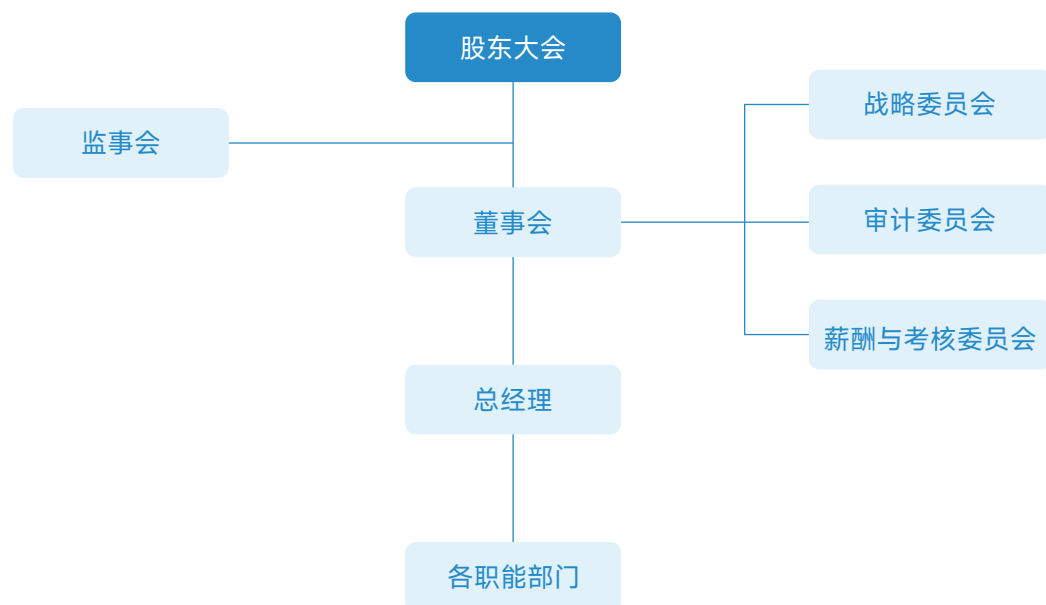 股东大会
战略委员会
监事会
董事会
审计委员会
薪酬与考核委员会
总经理
各职能部门